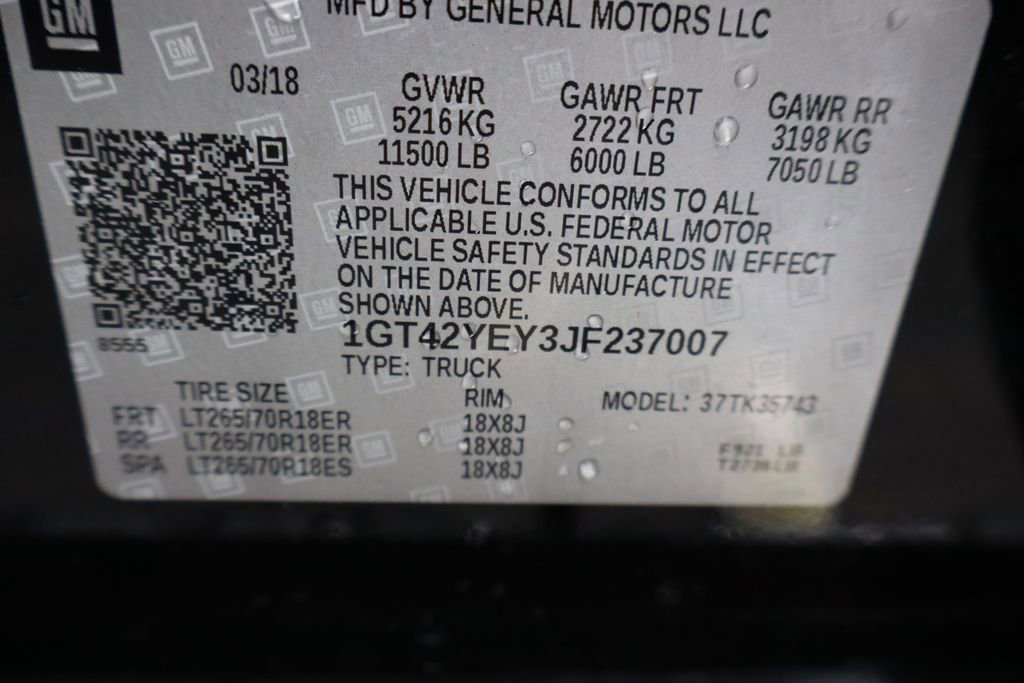 GM
MFD BY GENERAL MOTORS LLC
03/18 GVWR GAWR FRT GAWR RR
5216 KG 2722 KG 3198 KG
11500 LB 6000 LB 7050 LB
THIS VEHICLE CONFORMS TO ALL
APPLICABLE U.S. FEDERAL MOTOR
VEHICLE SAFETY STANDARDS IN EFFECT
ON THE DATE OF MANUFACTURE
SHOWN ABOVE.
8555 1GT42YEY3JF237007
TYPE: TRUCK
TIRE SIZE RIM MODEL: 37TK35743
FRT LT265/70R18ER 18X8J
RR LT265/70R18ER 18X8J
SPA LT265/70R18ES 18X8J